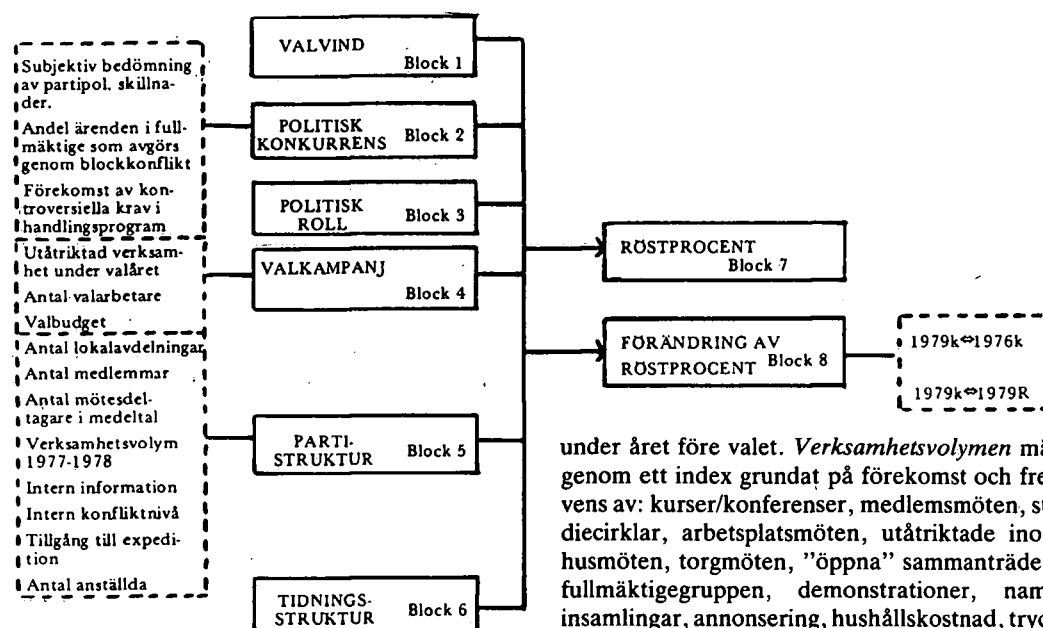 Subjektiv bedömning
av partipol. skillna-
der.
Andel ärenden i full-
mäktige som avgörs
genom blockkonflikt
Förekomst av kon-
troversiella krav i
handlingsprogram
Utåtriktad verksam-
het under valåret
Antal valarbetare
Valbudget
Antal lokalavdelningar
Antal medlemmar
Antal mötesdel-
tagare i medeltal
Verksamhetsvolym
1977-1978
Intern information
Intern konfliktnivå
Tillgång till expedi-
tion
Antal anställda
VALVIND
Block 1
POLITISK
KONKURRENS Block 2
POLITISK
ROLL Block 3
VALKAMPANJ
Block 4
PARTI-
STRUKTUR Block 5
TIDNINGS-
STRUKTUR Block 6
RÖSTPROCENT
Block 7
FÖRÄNDRING AV
RÖSTPROCENT Block 8
1979k⇔1976k
1979k⇔1979R
under året före valet. Verksamhetsvolymen mä
genom ett index grundat på förekomst och fre
vens av: kurser/konferenser, medlemsmöten, st
diecirklar, arbetsplatsmöten, utåtriktade ino
husmöten, torgmöten, ”öppna” sammanträde
fullmäktigegruppen, demonstrationer, nam
insamlingar, annonsering, hushållskostnad, tryc